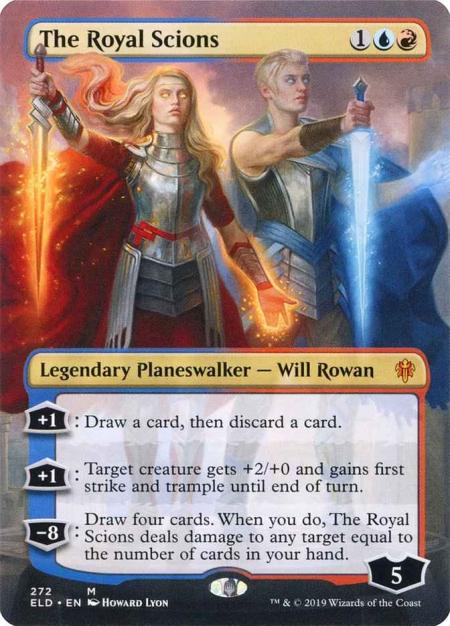 The Royal Scions 1
Legendary Planeswalker — Will Rowan
+1 : Draw a card, then discard a card.
+1 : Target creature gets +2/+0 and gains first
strike and trample until end of turn.
−8 : Draw four cards. When you do, The Royal
Scions deals damage to any target equal to
the number of cards in your hand.
5
272 M
ELD • EN Howard Lyon
™ & © 2019 Wizards of the Coast